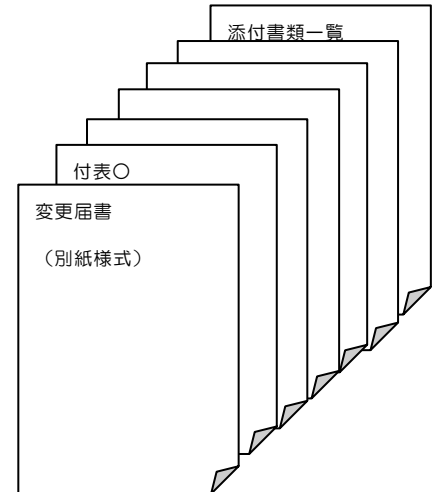 添付書類一覧
付表○
変更届書
（別紙様式）